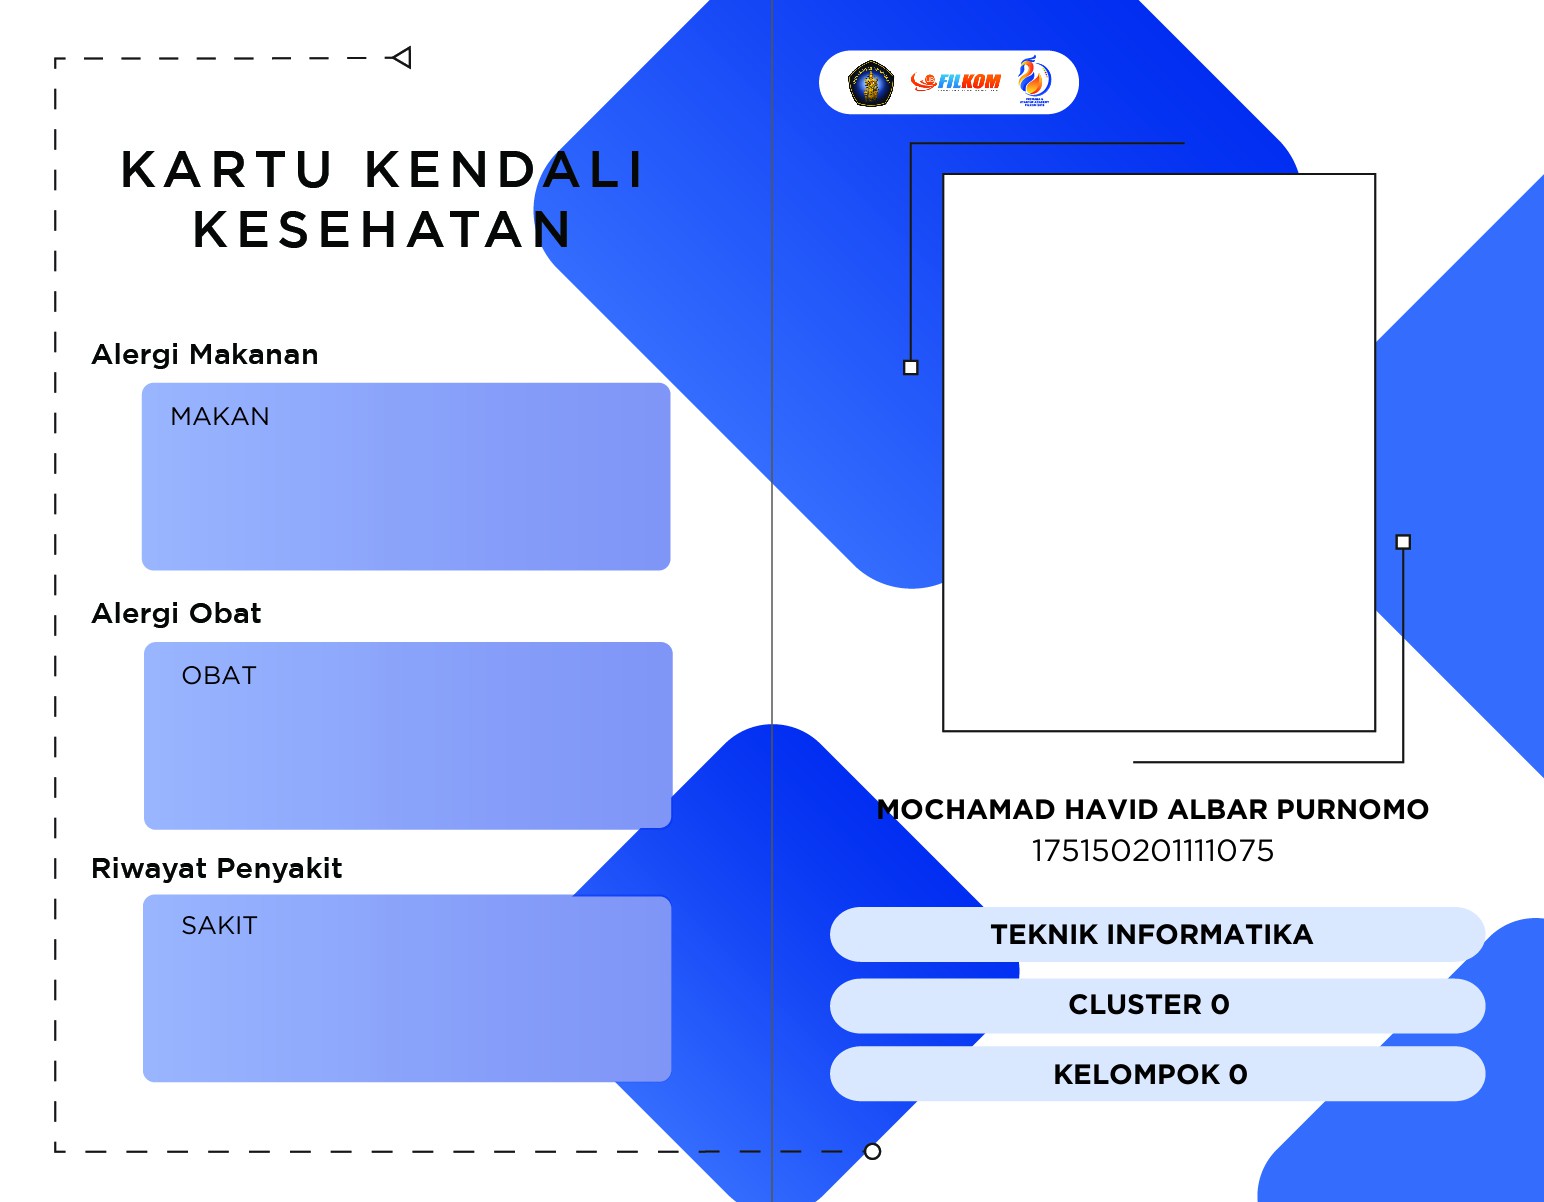 KARTU KENDALI
KESEHATAN
Alergi Makanan
MAKAN
Alergi Obat
OBAT
Riwayat Penyakit
SAKIT
FILKOM
MOCHAMAD HAVID ALBAR PURNOMO
175150201111075
TEKNIK INFORMATIKA
CLUSTER 0
KELOMPOK 0